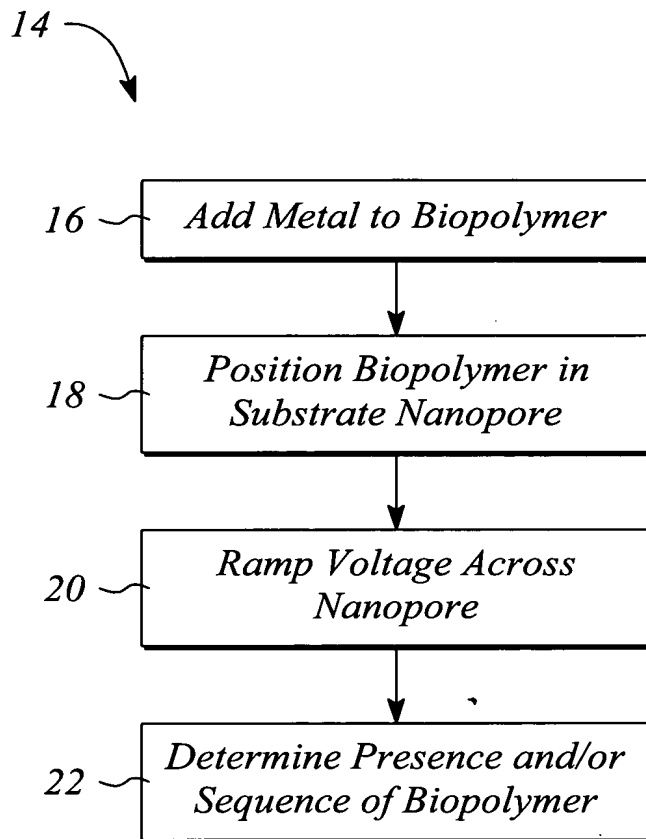 14
16
Add Metal to Biopolymer
18
Position Biopolymer in
Substrate Nanopore
20
Ramp Voltage Across
Nanopore
22
Determine Presence and/or
Sequence of Biopolymer